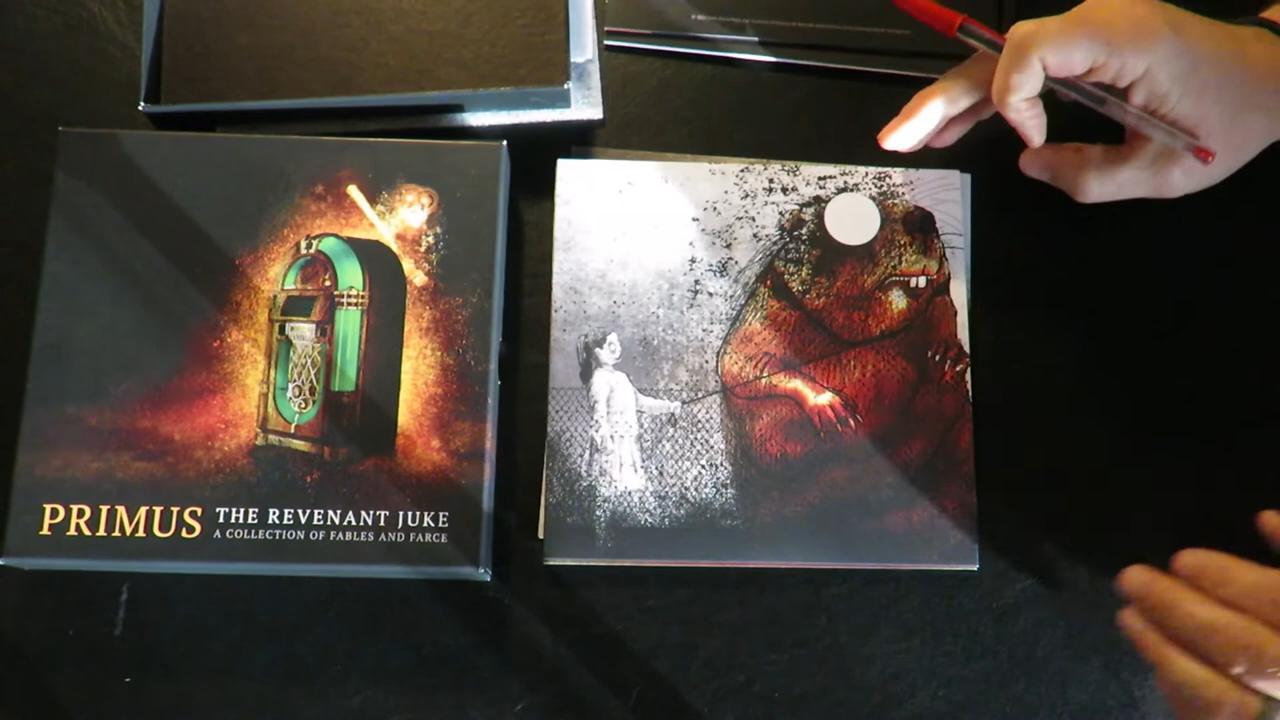 PRIMUS THE REVENANT JUKE
A COLLECTION OF FABLES AND FARCE